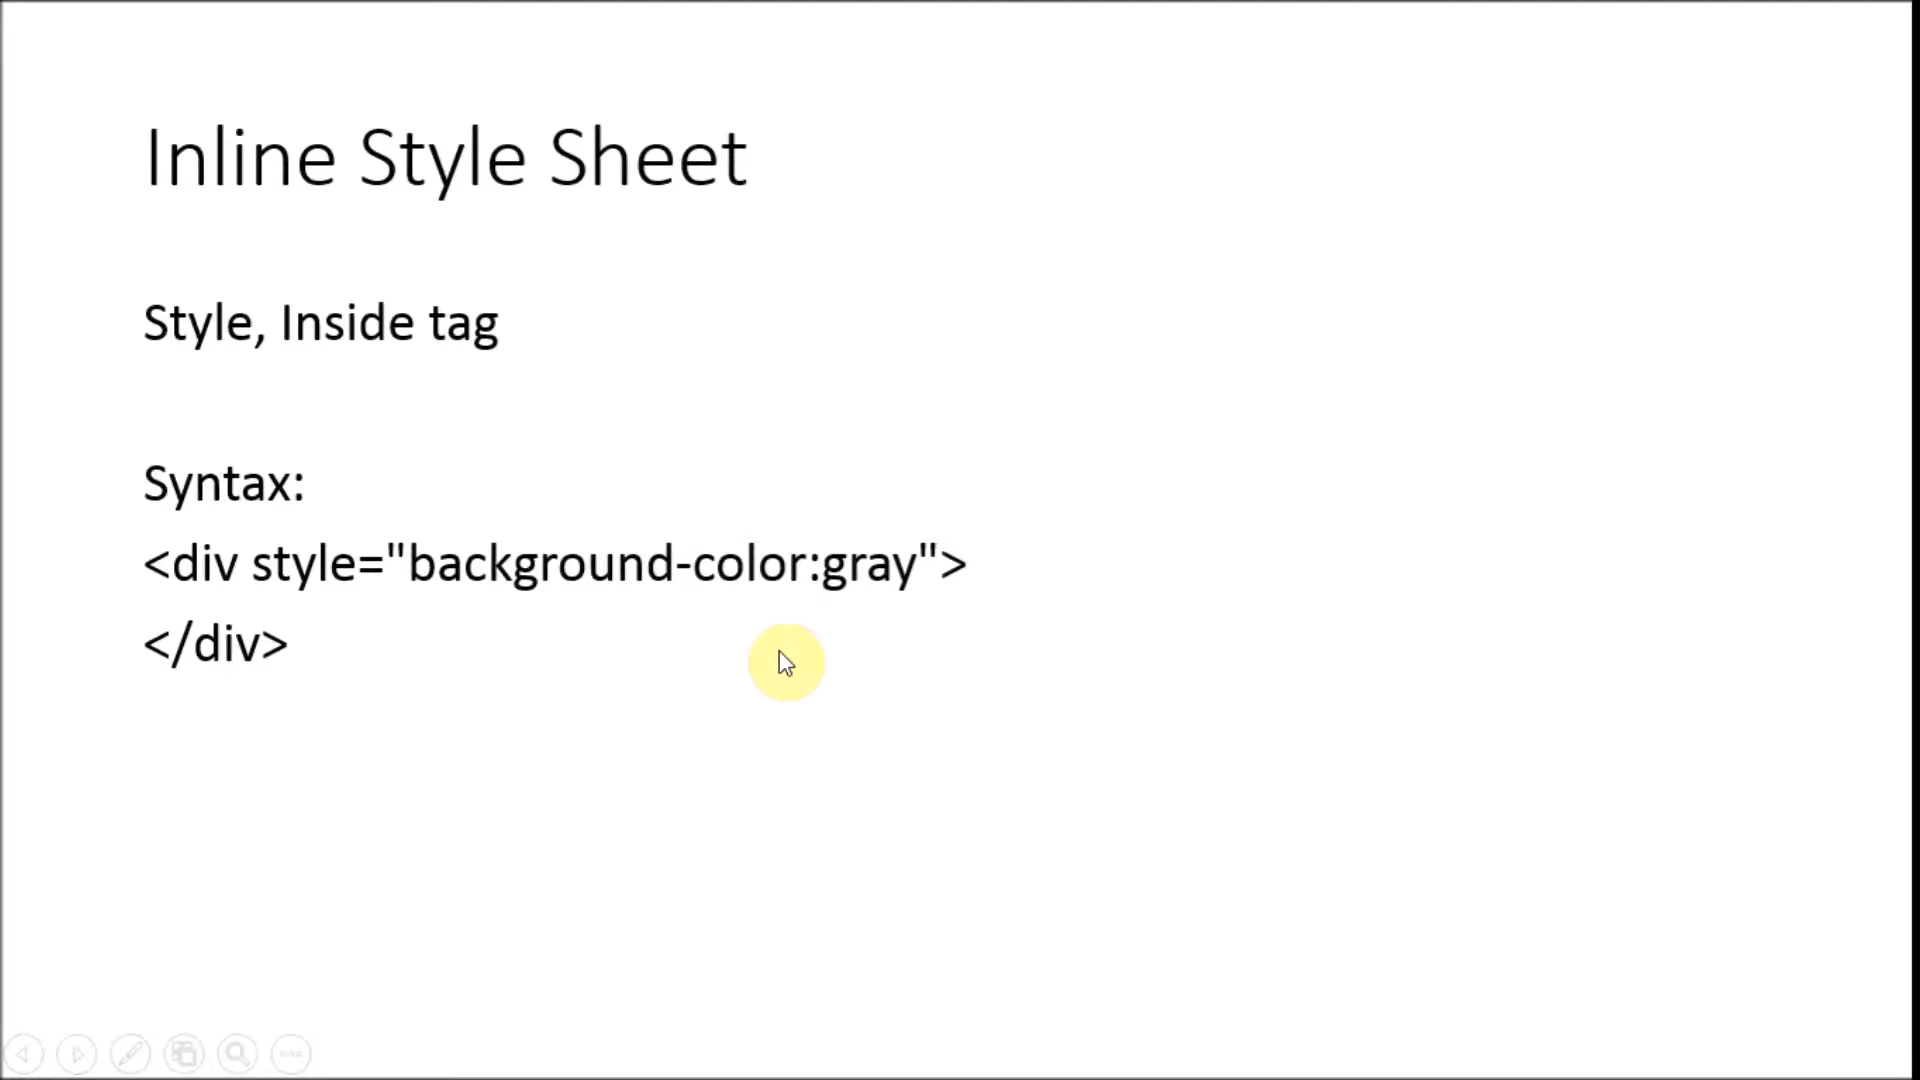 Inline Style Sheet
Style, Inside tag
Syntax:
<div style="background-color:gray">
</div>